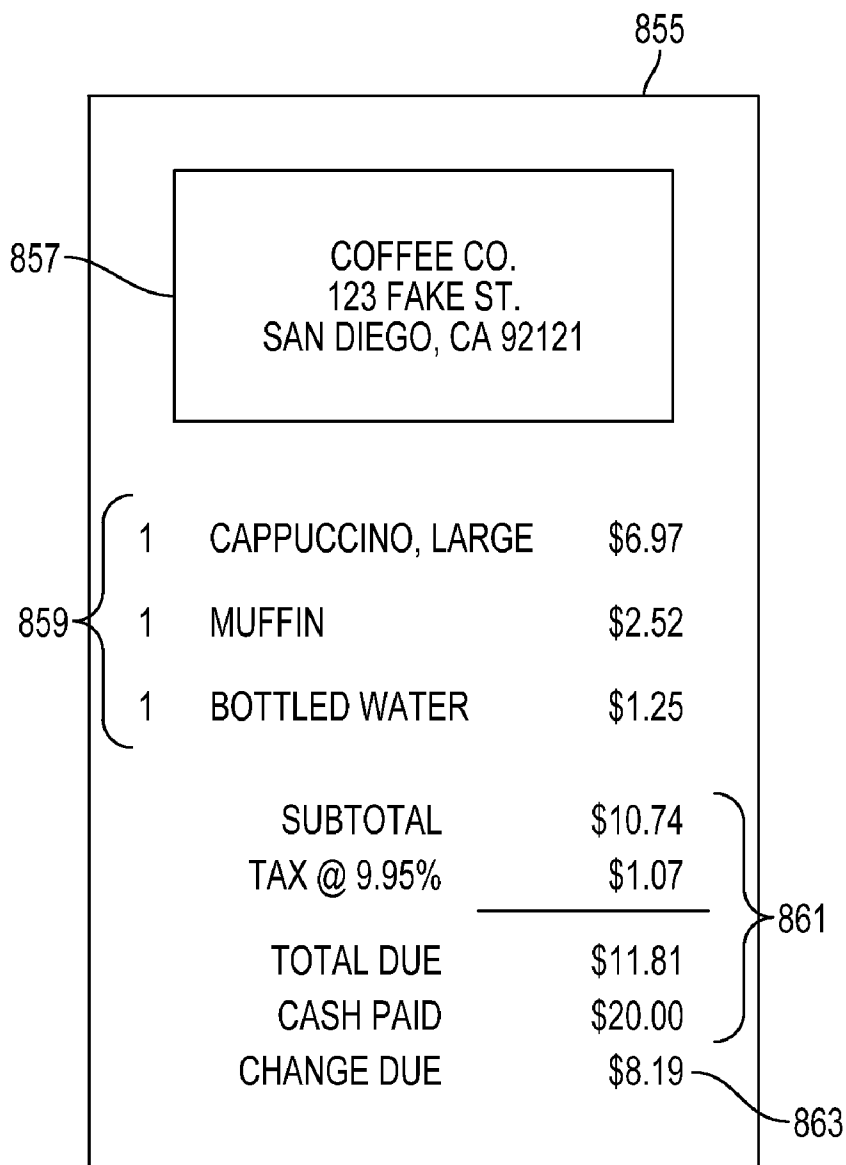 855
857
COFFEE CO.
123 FAKE ST.
SAN DIEGO, CA 92121
859
1 CAPPUCCINO, LARGE $6.97
1 MUFFIN $2.52
1 BOTTLED WATER $1.25
SUBTOTAL $10.74
TAX @ 9.95% $1.07
861
TOTAL DUE $11.81
CASH PAID $20.00
CHANGE DUE $8.19
863